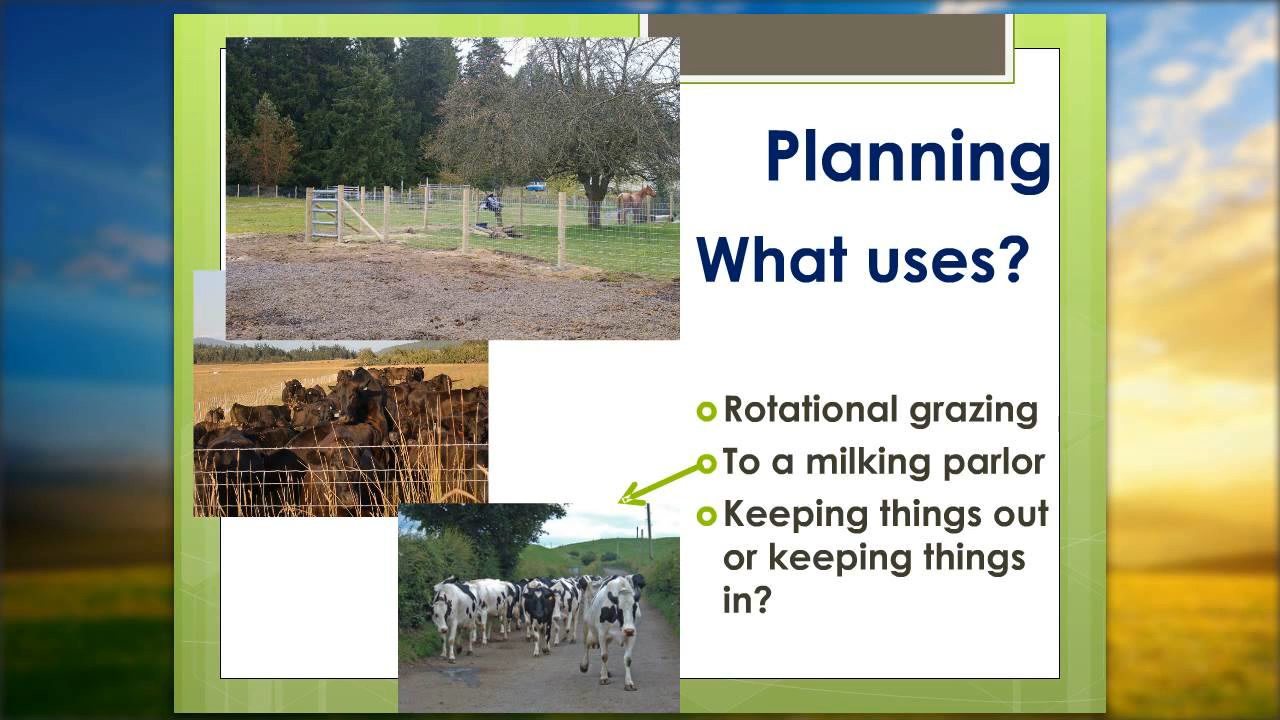 Planning
What uses?
Rotational grazing
To a milking parlor
Keeping things out
or keeping things
in?